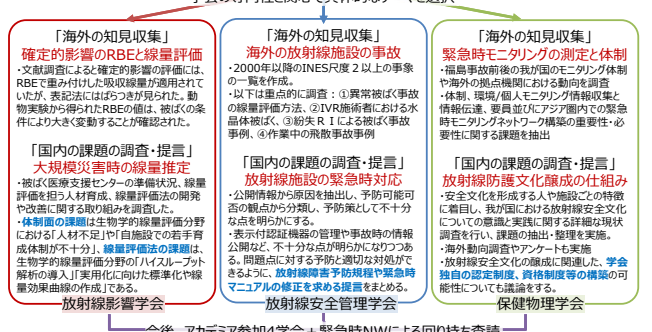 「海外の知見収集」
確定的影響のRBEと線量評価
・文献調査によると確定的影響の評価には、
RBEで重み付けした吸収線量が適用されて
いたが、表記法にはばらつきが見られた。動
物実験から得られたRBEの値は、被ばくの条
件により大きく変動することが確認された。
「国内の課題の調査・提言」
大規模災害時の線量推定
・被ばく医療支援センターの準備状況、線量
評価を担う人材育成、線量評価法の開発
や改善に関する取り組みを調査した。
・体制面の課題は生物学的線量評価分野
における「人材不足」や「自施設での若手育
成体制が不十分」、線量評価法の課題は、
生物学的線量評価分野の「ハイスループット
解析の導入」「実用化に向けた標準化や線
量効果曲線の作成」である。
放射線影響学会
「海外の知見収集」
海外の放射線施設の事故
・2000年以降のINES尺度２以上の事象
の一覧を作成。
・以下は重点的に調査：①異常被ばく事故
の線量評価方法、②IVR施術者における水
晶体被ばく、③紛失ＲＩによる被ばく事故
事例、④作業中の飛散事故事例
「国内の課題の調査・提言」
放射線施設の緊急時対応
・公開情報から原因を抽出し、予防可能可
否の観点から分類し、予防策として不十分
な点を明らかにする。
・表示付認証機器の管理や事故時の情報
公開など、不十分な点が明らかになりつつあ
る。問題点に対する予防と適切な対処がで
きるように、放射線障害予防規程や緊急時
マニュアルの修正を求める提言をまとめる。
放射線安全管理学会
「海外の知見収集」
緊急時モニタリングの測定と体制
・福島事故前後の我が国のモニタリング体制
や海外の拠点機関における動向を調査
・体制、環境/個人モニタリング情報収集と
情報伝達、要員並びにアジア圏内での緊急
時モニタリングネットワーク構築の重要性・必
要性に関する課題を抽出
「国内の課題の調査・提言」
放射線防護文化醸成の仕組み
・安全文化を形成する人や施設ごとの特徴
に着目し、我が国における放射線安全文化
についての意識と実践に関する詳細な現状
調査を行い、課題の抽出・整理を実施。
・海外動向調査やアンケートも実施
・放射線安全文化の醸成に関連した、学会
独自の認定制度、資格制度等の構築の可
能性についても議論をする。
保健物理学会
今後、アカデミア参加4学会＋緊急時NWによる回り持ち査読